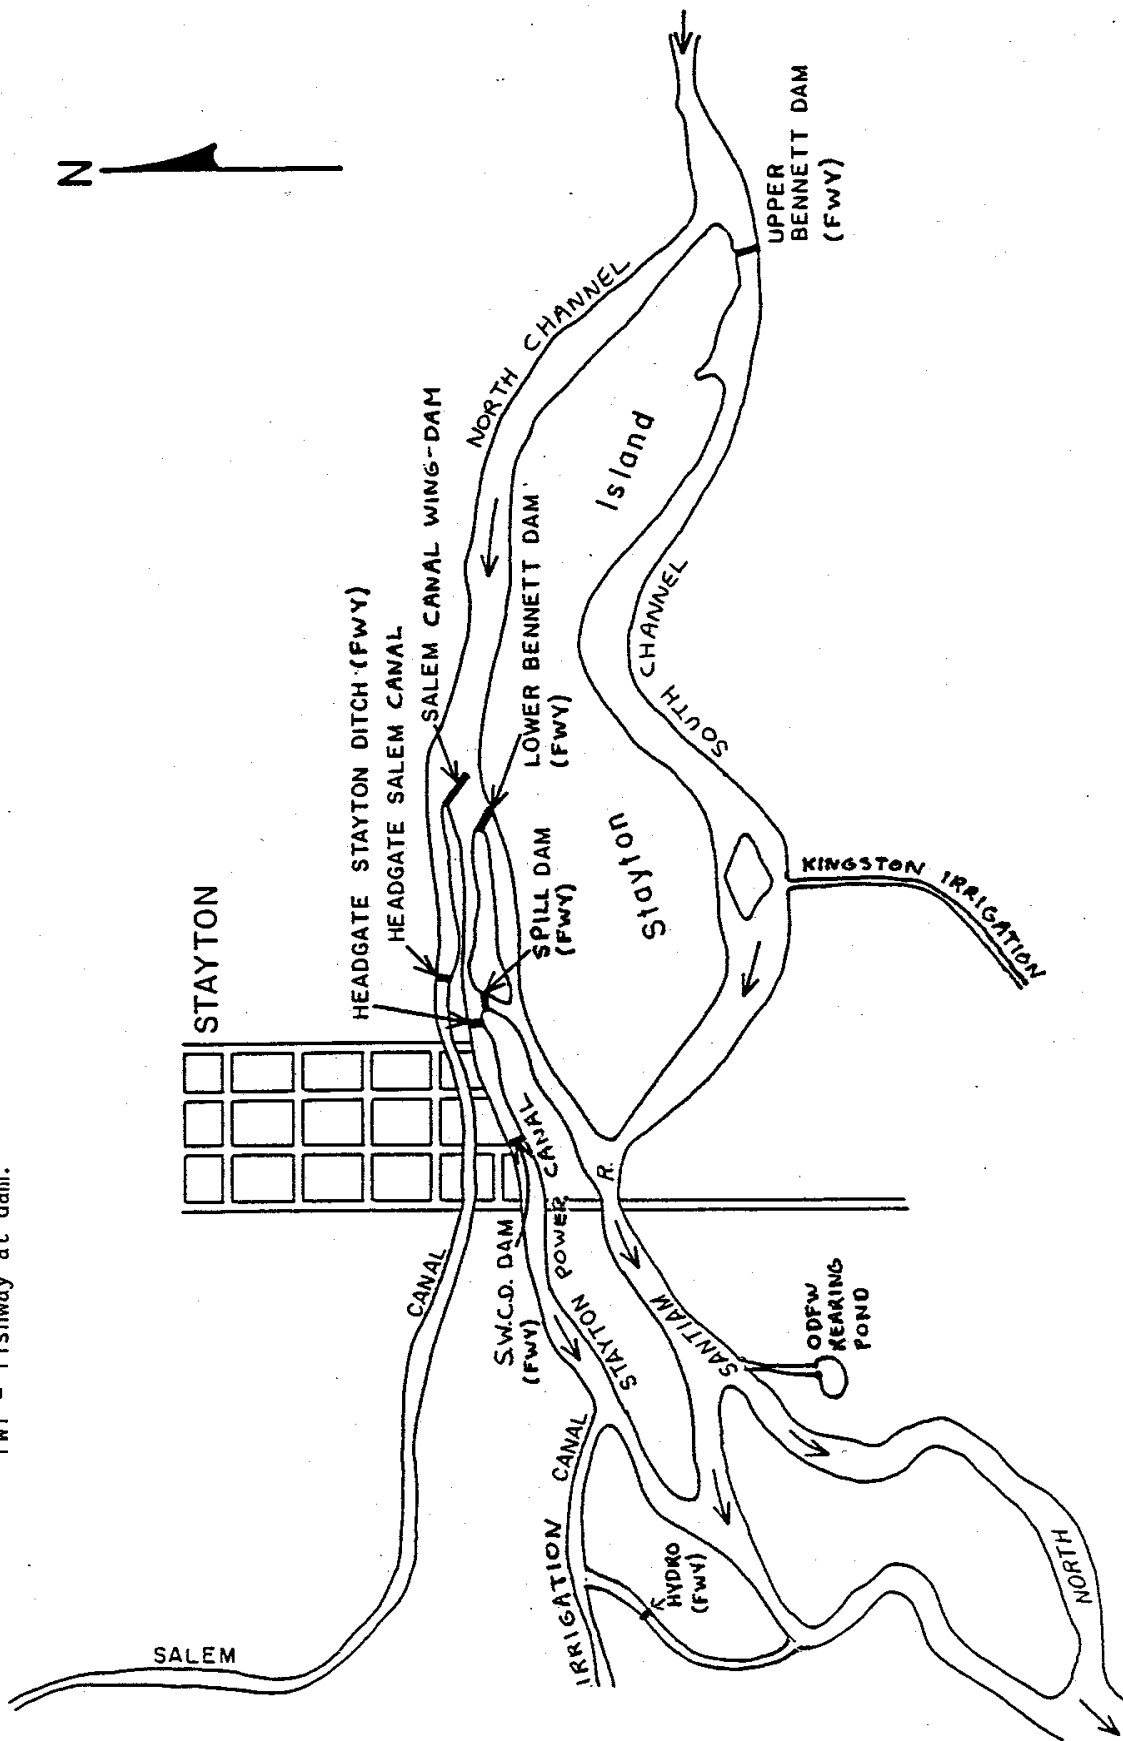 FWY = fishway at dam.
N
STAYTON
HEADGATE STAYTON DITCH (FWY)
HEADGATE SALEM CANAL
SALEM CANAL WING-DAM
NORTH CHANNEL
LOWER BENNETT DAM
(FWY)
SPILL DAM
(FWY)
UPPER
BENNETT DAM
(FWY)
Stayton Island
SOUTH CHANNEL
KINGSTON IRRIGATION
SALEM CANAL
S.W.C.D. DAM
(FWY)
STAYTON POWER CANAL
IRRIGATION CANAL
HYDRO
(FWY)
NORTH SANTIAM R.
ODFW
REARING
POND